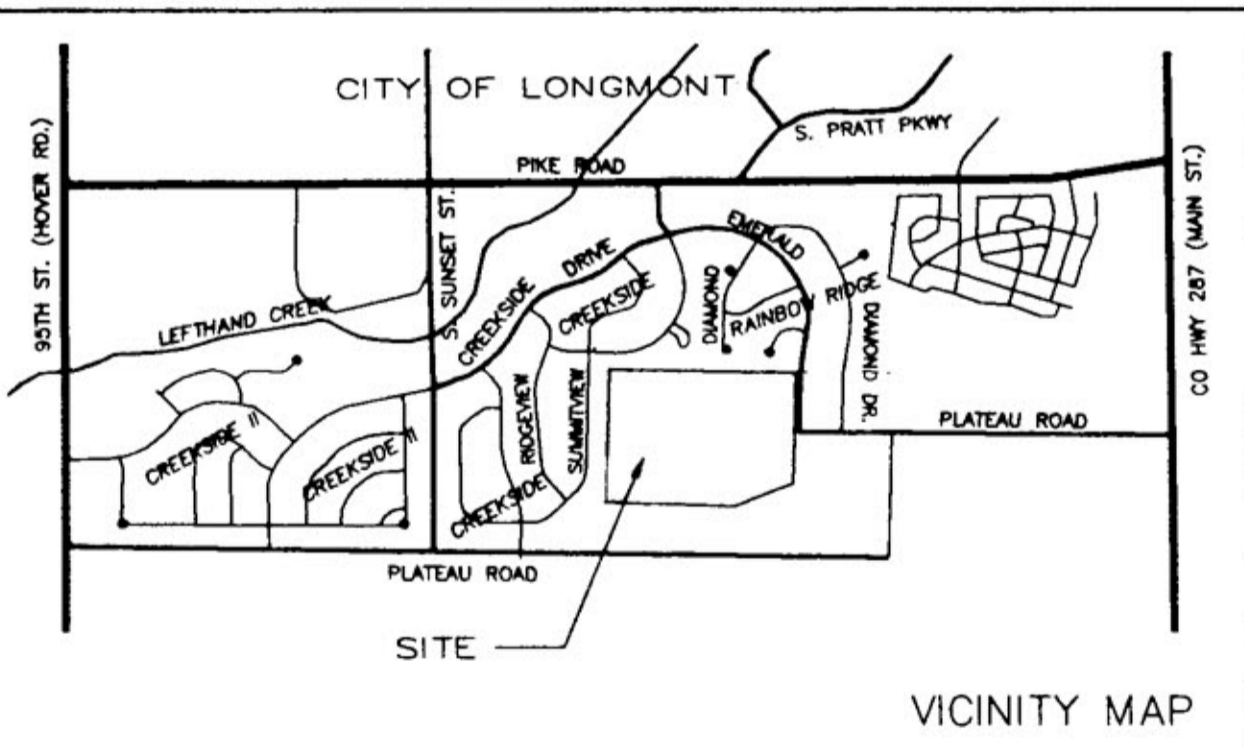 CITY OF LONGMONT
S. PRATT PKWY
PIKE ROAD
95TH ST. (HOVER RD.)
CO HWY 287 (MAIN ST.)
S. SUNSET ST.
LEFTHAND CREEK
CREEKSIDE DRIVE
EMERALD
CREEKSIDE
DIAMOND
RAINBOW RIDGE
DIAMOND DR.
RIDGEVIEW
SUMMITVIEW
PLATEAU ROAD
CREEKSIDE II
CREEKSIDE II
CREEKSIDE
PLATEAU ROAD
SITE
VICINITY MAP